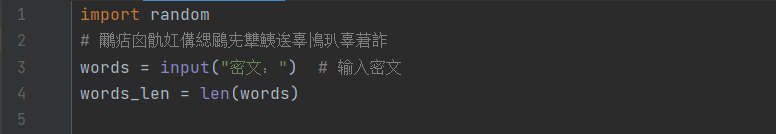 1 import random
2 #
3 words = input("密文：") # 输入密文
4 words_len = len(words)
5